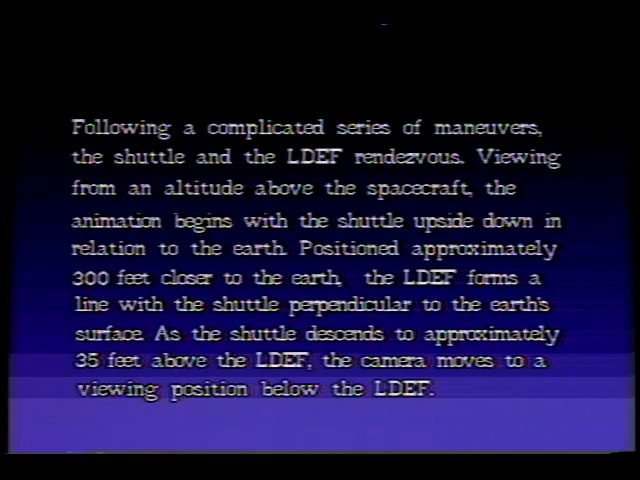 Following a complicated series of maneuvers,
the shuttle and the LDEF rendezvous. Viewing
from an altitude above the spacecraft, the
animation begins with the shuttle upside down in
relation to the earth. Positioned approximately
300 feet closer to the earth, the LDEF forms a
line with the shuttle perpendicular to the earth's
surface. As the shuttle descends to approximately
35 feet above the LDEF, the camera moves to a
viewing position below the LDEF.